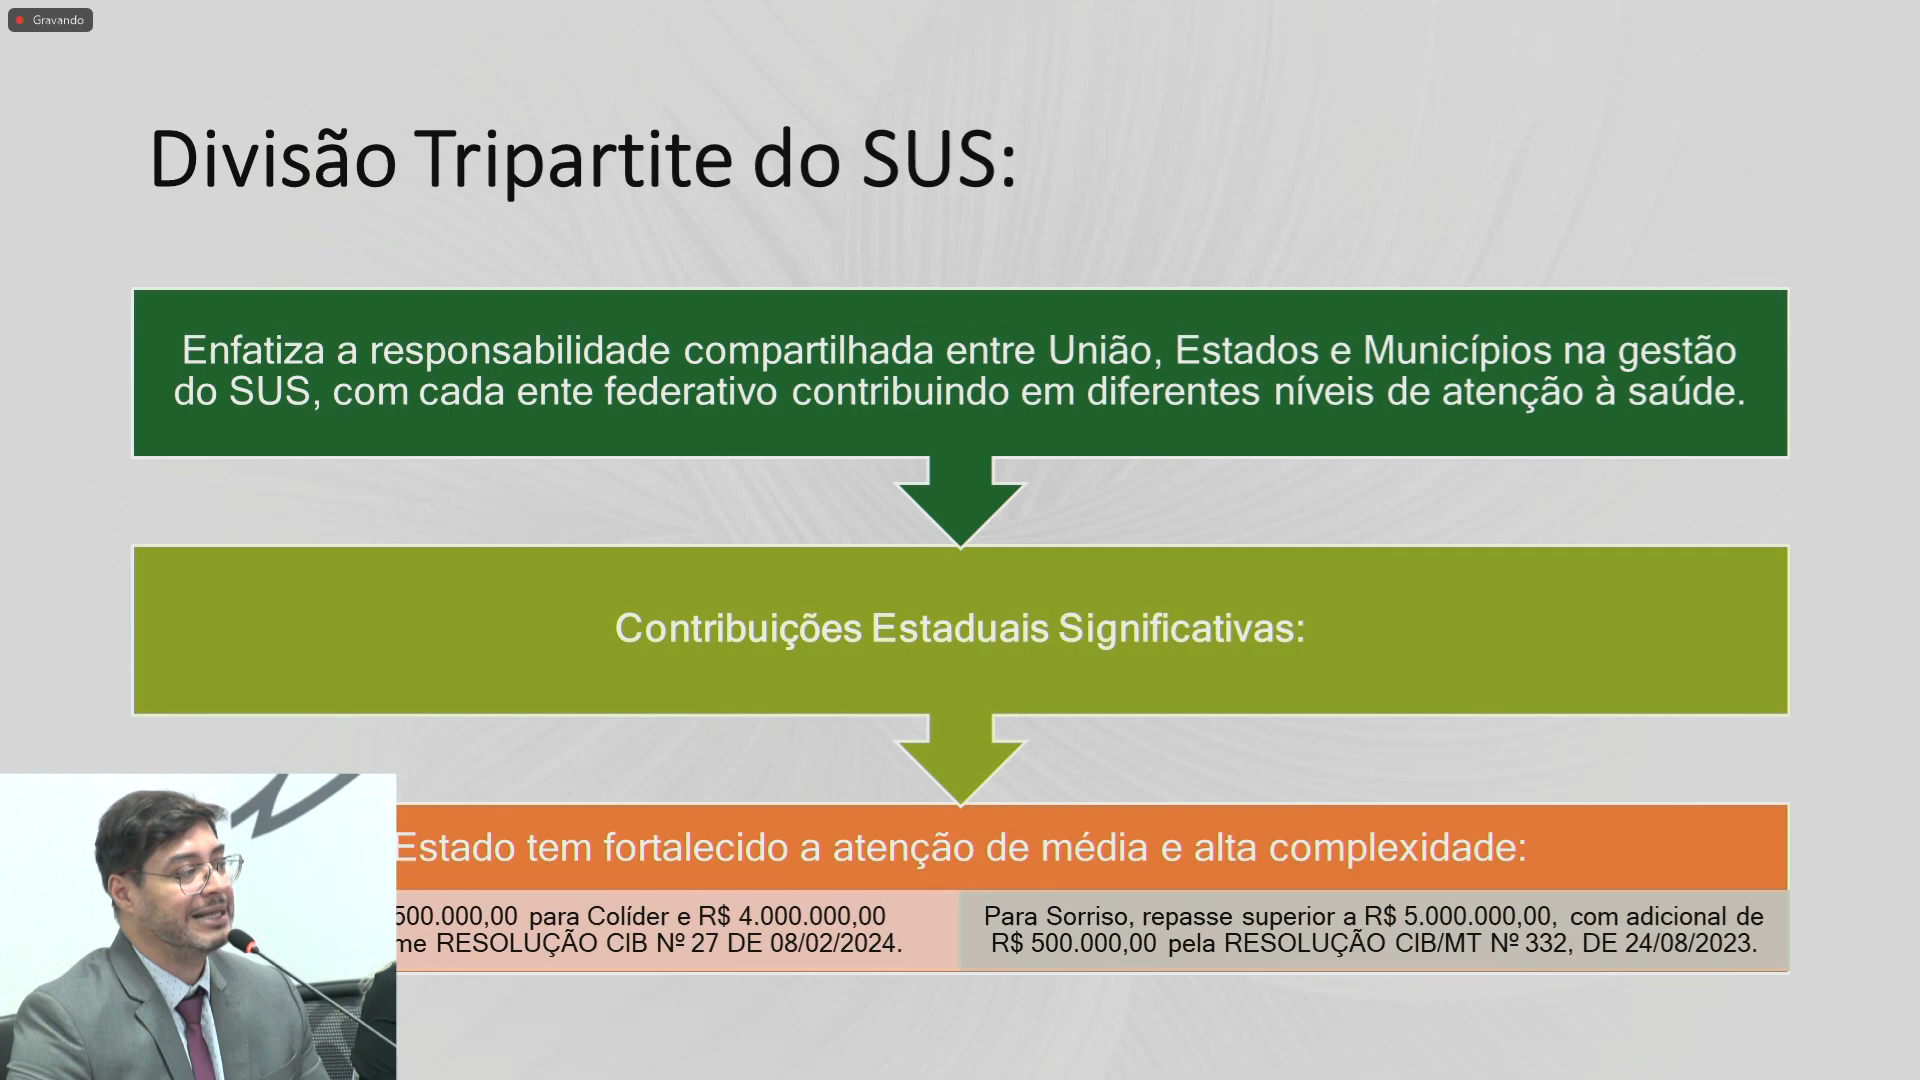 Gravando
Divisão Tripartite do SUS:
Enfatiza a responsabilidade compartilhada entre União, Estados e Municípios na gestão
do SUS, com cada ente federativo contribuindo em diferentes níveis de atenção à saúde.
Contribuições Estaduais Significativas:
Estado tem fortalecido a atenção de média e alta complexidade:
500.000,00 para Colíder e R$ 4.000.000,00
me RESOLUÇÃO CIB Nº 27 DE 08/02/2024.
Para Sorriso, repasse superior a R$ 5.000.000,00, com adicional de
R$ 500.000,00 pela RESOLUÇÃO CIB/MT Nº 332, DE 24/08/2023.